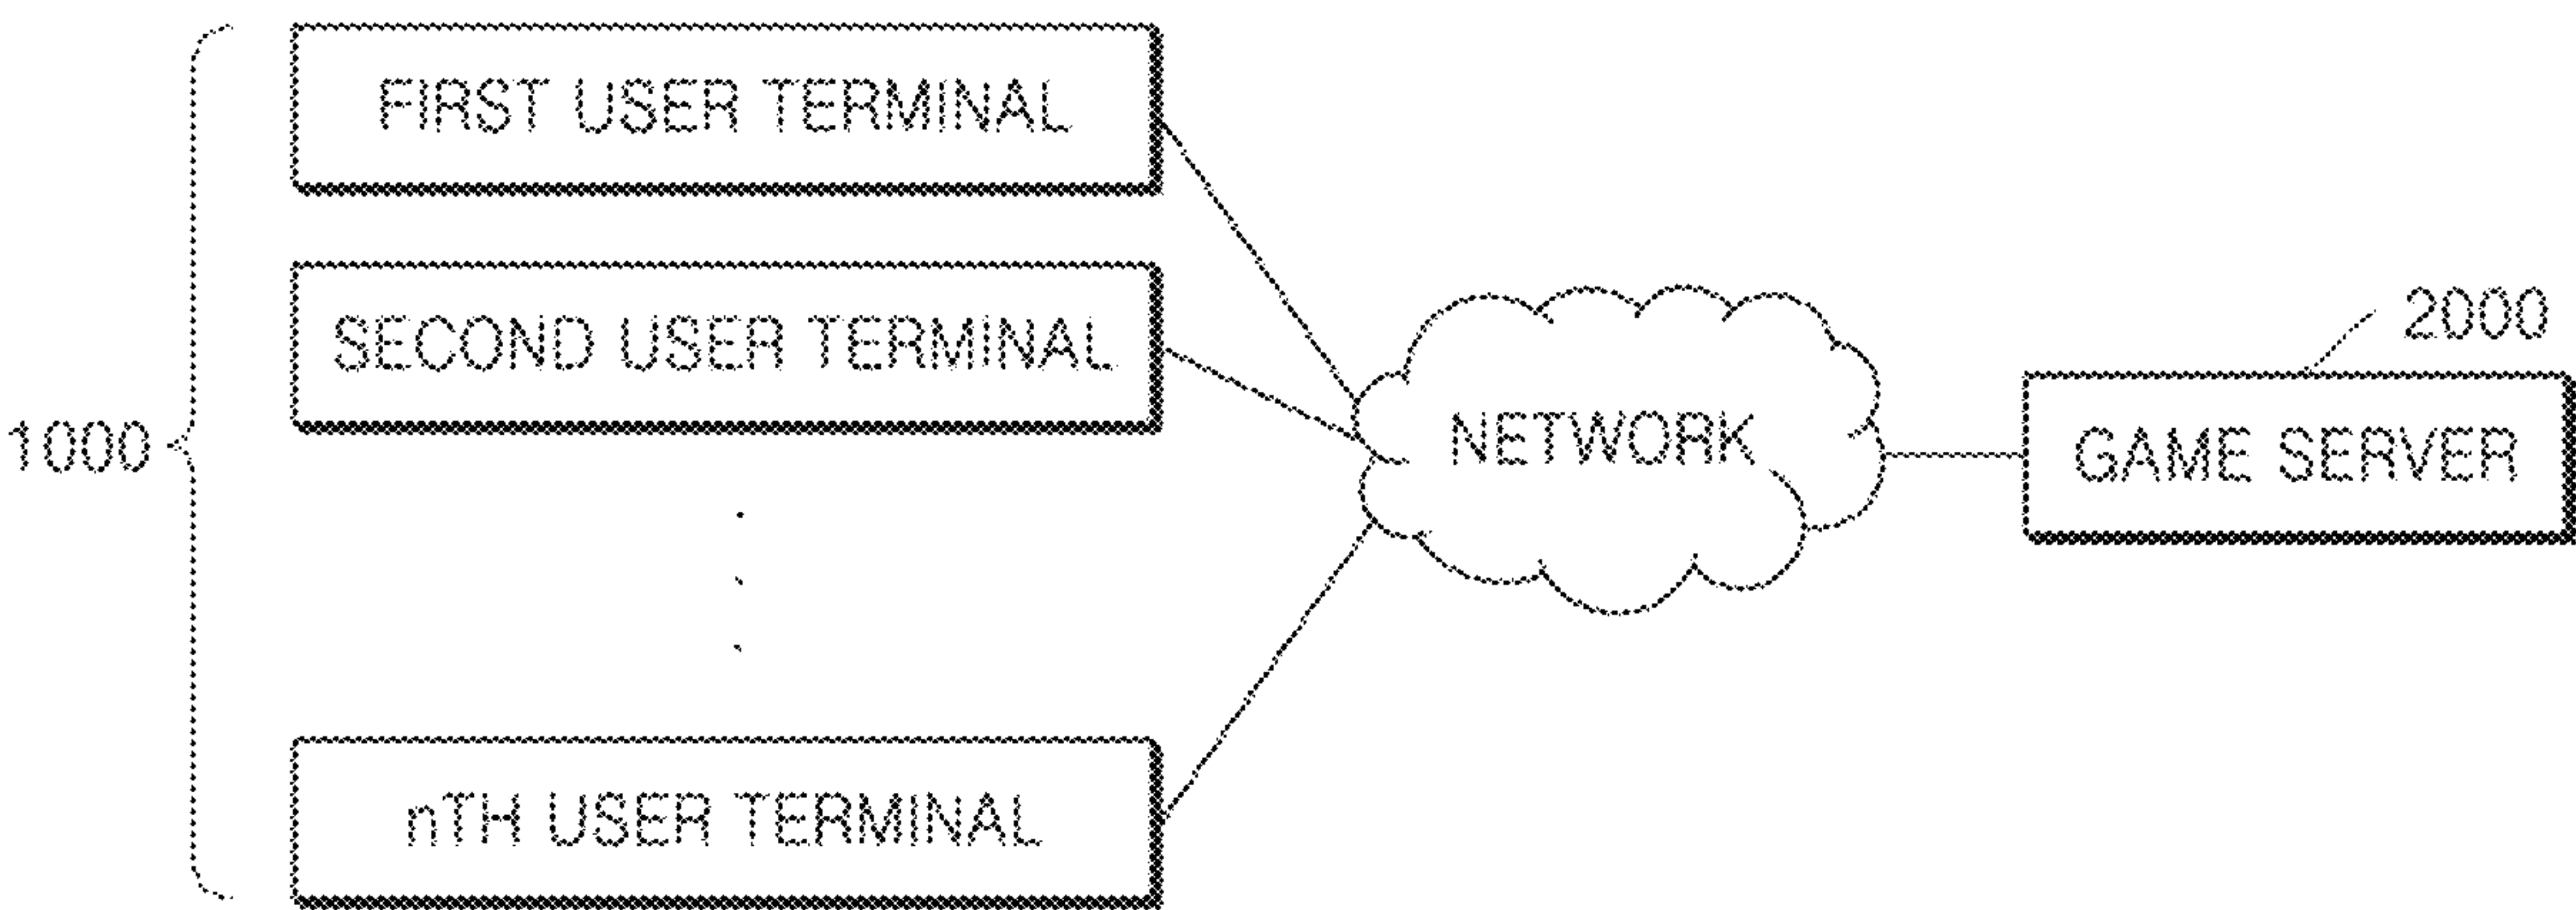 FIRST USER TERMINAL
SECOND USER TERMINAL
1000
nTH USER TERMINAL
NETWORK
2000
GAME SERVER